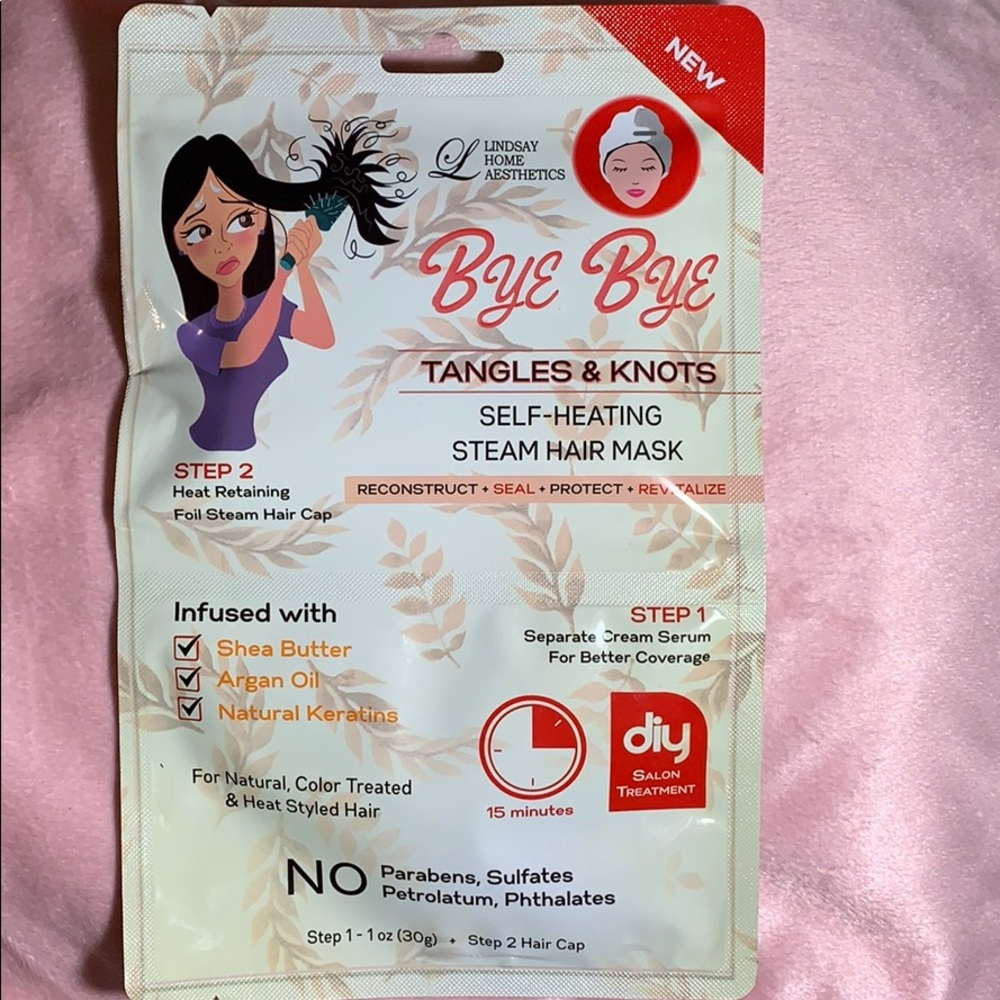 NEW
L LINDSAY
HOME
AESTHETICS
Bye Bye
TANGLES & KNOTS
SELF-HEATING
STEAM HAIR MASK
RECONSTRUCT + SEAL + PROTECT + REVITALIZE
STEP 2
Heat Retaining
Foil Steam Hair Cap
Infused with
Shea Butter
Argan Oil
Natural Keratins
STEP 1
Separate Cream Serum
For Better Coverage
15 minutes
diy
SALON
TREATMENT
For Natural, Color Treated
& Heat Styled Hair
NO Parabens, Sulfates
Petrolatum, Phthalates
Step 1 - 1 oz (30g) + Step 2 Hair Cap